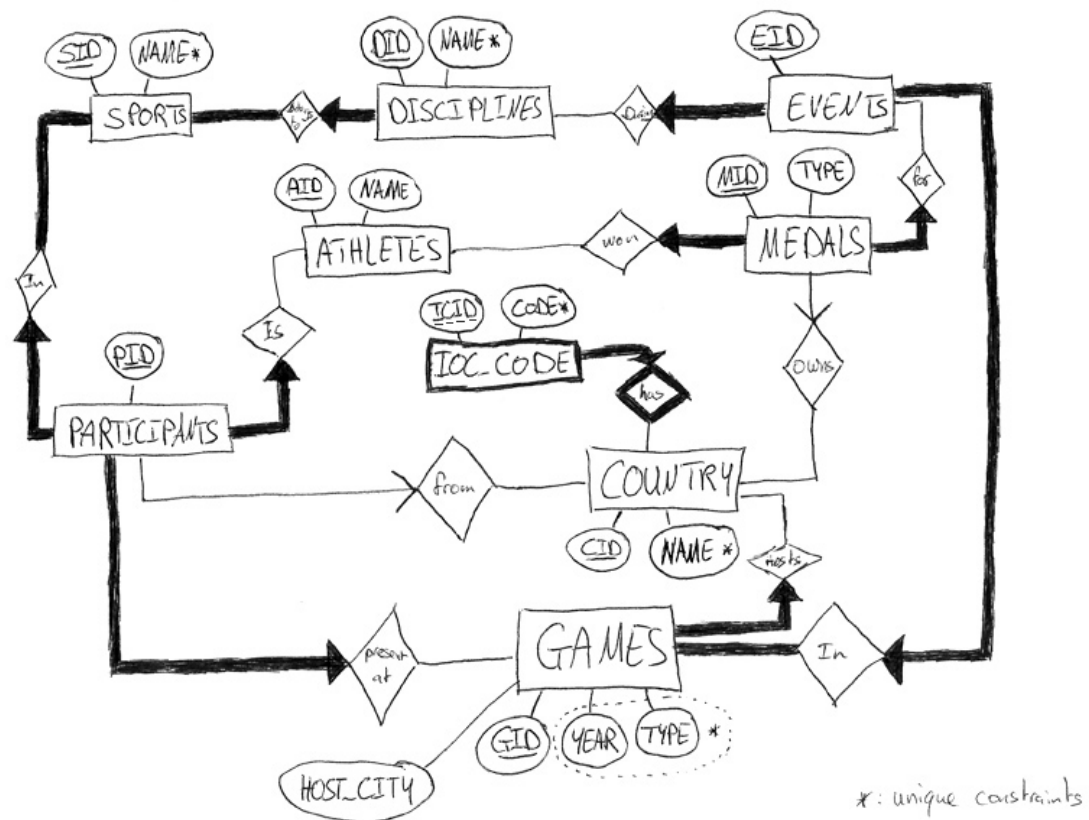 SID
NAME*
DID
NAME*
EID
SPORTS
DISCIPLINES
EVENTS
AID
NAME
MID
TYPE
for
ATHLETES
won
MEDALS
In
Is
ICID
CODE*
IOC_CODE
PID
has
owns
PARTICIPANTS
from
COUNTRY
CID
NAME *
Hosts
present
at
GAMES
In
GID
YEAR
TYPE *
HOST_CITY
*: unique constraints